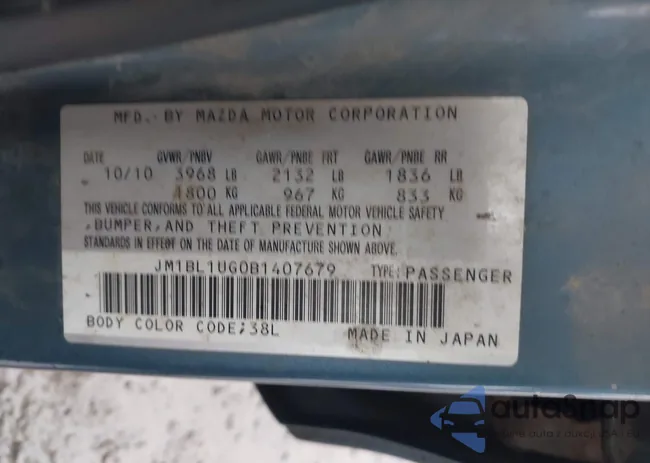 MFD. BY MAZDA MOTOR CORPORATION
DATE GVWR/PNBV GAWR/PNBE FRT GAWR/PNBE RR
10/10 3968 LB 2132 LB 1836 LB
1800 KG 967 KG 833 KG
THIS VEHICLE CONFORMS TO ALL APPLICABLE FEDERAL MOTOR VEHICLE SAFETY
,BUMPER,AND THEFT PREVENTION
STANDARDS IN EFFECT ON THE DATE OF MANUFACTURE SHOWN ABOVE.
JM1BL1UG0B1407679 TYPE:PASSENGER
BODY COLOR CODE;38L MADE IN JAPAN
autoSnap